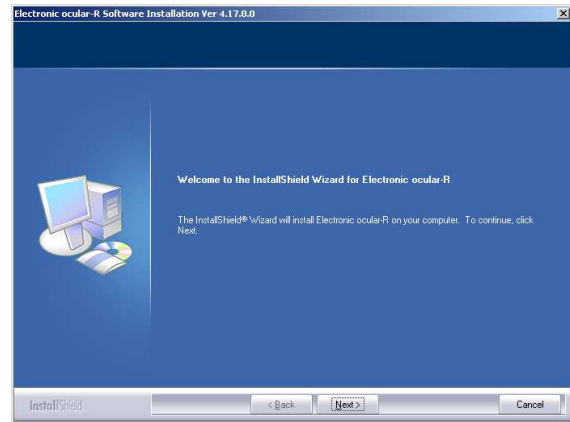 Electronic ocular-R Software Installation Ver 4.17.0.0
Welcome to the InstallShield Wizard for Electronic ocular-R
The InstallShield® Wizard will install Electronic ocular-R on your computer. To continue, click
Next.
InstallShield
< Back
Next >
Cancel